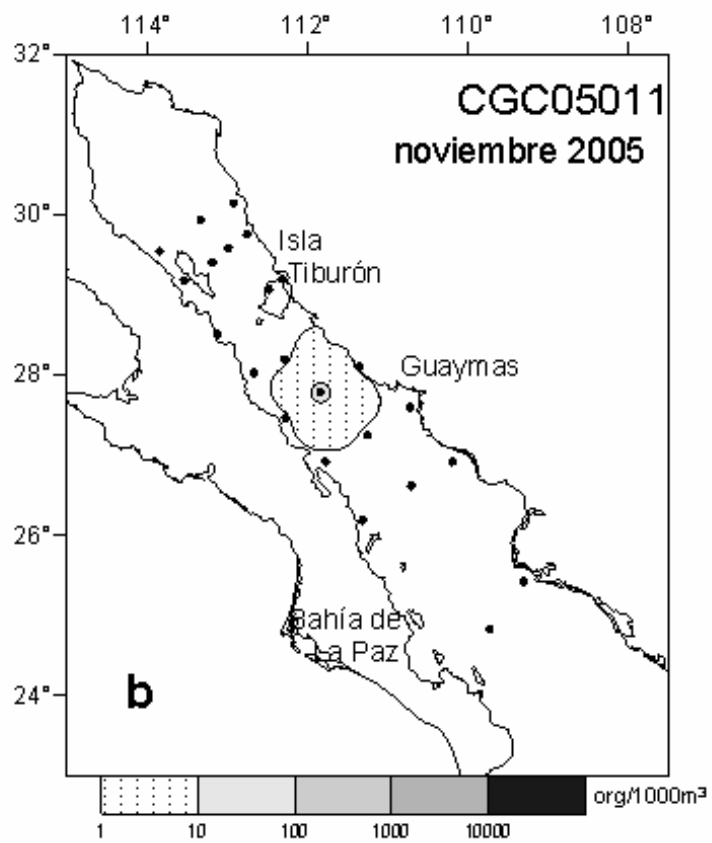 114° 112° 110° 108°
32°
CGC05011
noviembre 2005
30°
Isla
Tiburón
28°
Guaymas
26°
Bahía de
La Paz
24°
b
org/1000m³
1 10 100 1000 10000